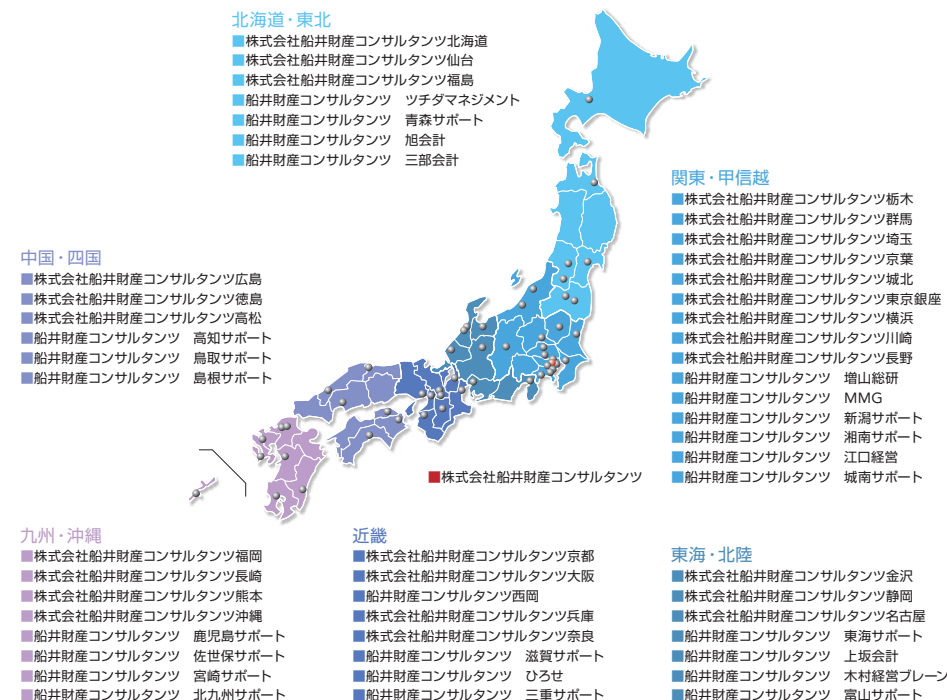 北海道・東北
株式会社船井財産コンサルタンツ北海道
株式会社船井財産コンサルタンツ仙台
株式会社船井財産コンサルタンツ福島
船井財産コンサルタンツ　ツチダマネジメント
船井財産コンサルタンツ　青森サポート
船井財産コンサルタンツ　旭会計
船井財産コンサルタンツ　三部会計
関東・甲信越
株式会社船井財産コンサルタンツ栃木
株式会社船井財産コンサルタンツ群馬
株式会社船井財産コンサルタンツ埼玉
株式会社船井財産コンサルタンツ京葉
株式会社船井財産コンサルタンツ城北
株式会社船井財産コンサルタンツ東京銀座
株式会社船井財産コンサルタンツ横浜
株式会社船井財産コンサルタンツ川崎
株式会社船井財産コンサルタンツ長野
船井財産コンサルタンツ　増山総研
船井財産コンサルタンツ　MMG
船井財産コンサルタンツ　新潟サポート
船井財産コンサルタンツ　湘南サポート
船井財産コンサルタンツ　江口経営
船井財産コンサルタンツ　城南サポート
中国・四国
株式会社船井財産コンサルタンツ広島
株式会社船井財産コンサルタンツ徳島
株式会社船井財産コンサルタンツ高松
船井財産コンサルタンツ　高知サポート
船井財産コンサルタンツ　鳥取サポート
船井財産コンサルタンツ　島根サポート
株式会社船井財産コンサルタンツ
九州・沖縄
株式会社船井財産コンサルタンツ福岡
株式会社船井財産コンサルタンツ長崎
株式会社船井財産コンサルタンツ熊本
株式会社船井財産コンサルタンツ沖縄
船井財産コンサルタンツ　鹿児島サポート
船井財産コンサルタンツ　佐世保サポート
船井財産コンサルタンツ　宮崎サポート
船井財産コンサルタンツ　北九州サポート
近畿
株式会社船井財産コンサルタンツ京都
株式会社船井財産コンサルタンツ大阪
船井財産コンサルタンツ西岡
株式会社船井財産コンサルタンツ兵庫
株式会社船井財産コンサルタンツ奈良
船井財産コンサルタンツ　滋賀サポート
船井財産コンサルタンツ　ひろせ
船井財産コンサルタンツ　三重サポート
東海・北陸
株式会社船井財産コンサルタンツ金沢
株式会社船井財産コンサルタンツ静岡
株式会社船井財産コンサルタンツ名古屋
船井財産コンサルタンツ　東海サポート
船井財産コンサルタンツ　上坂会計
船井財産コンサルタンツ　木村経営ブレーン
船井財産コンサルタンツ　富山サポート